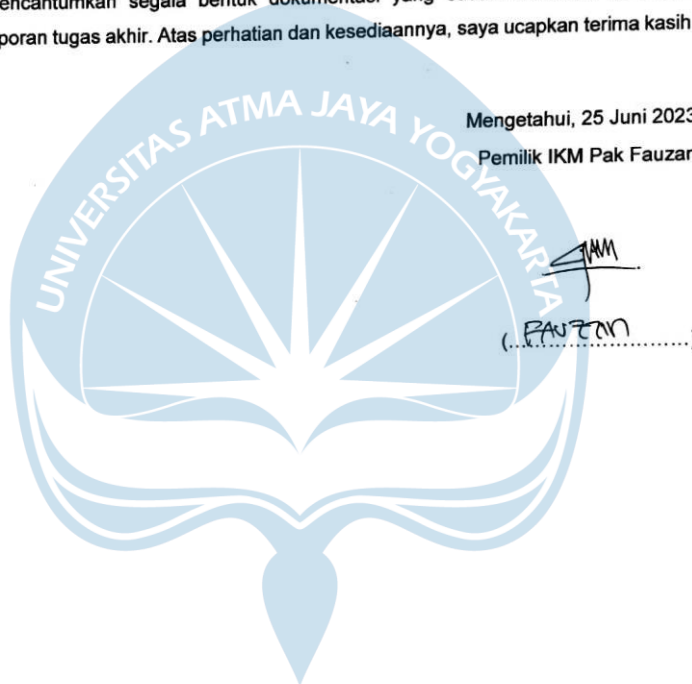 encantumkan segala bentuk dokumentasi yang
poran tugas akhir. Atas perhatian dan kesediaannya, saya ucapkan terima kasih
UNIVERSITAS ATMA JAYA YOGYAKARTA
Mengetahui, 25 Juni 2023
Pemilik IKM Pak Fauzan
(..FAUZAN..........)